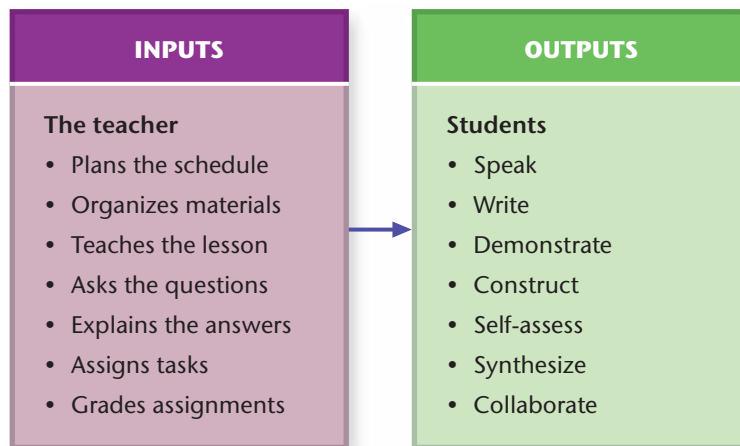 INPUTS
The teacher
• Plans the schedule
• Organizes materials
• Teaches the lesson
• Asks the questions
• Explains the answers
• Assigns tasks
• Grades assignments
OUTPUTS
Students
• Speak
• Write
• Demonstrate
• Construct
• Self-assess
• Synthesize
• Collaborate